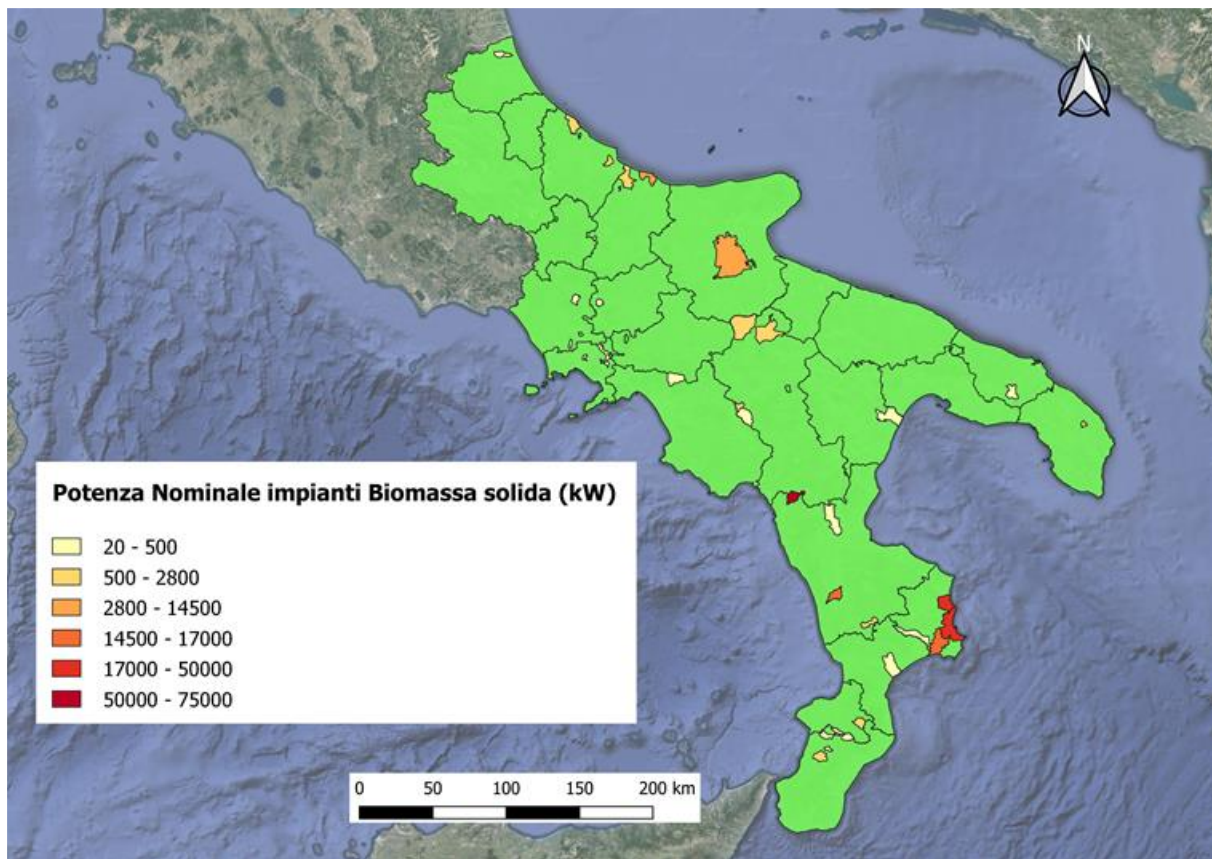 N
Potenza Nominale impianti Biomassa solida (kW)
20 - 500
500 - 2800
2800 - 14500
14500 - 17000
17000 - 50000
50000 - 75000
0 50 100 150 200 km